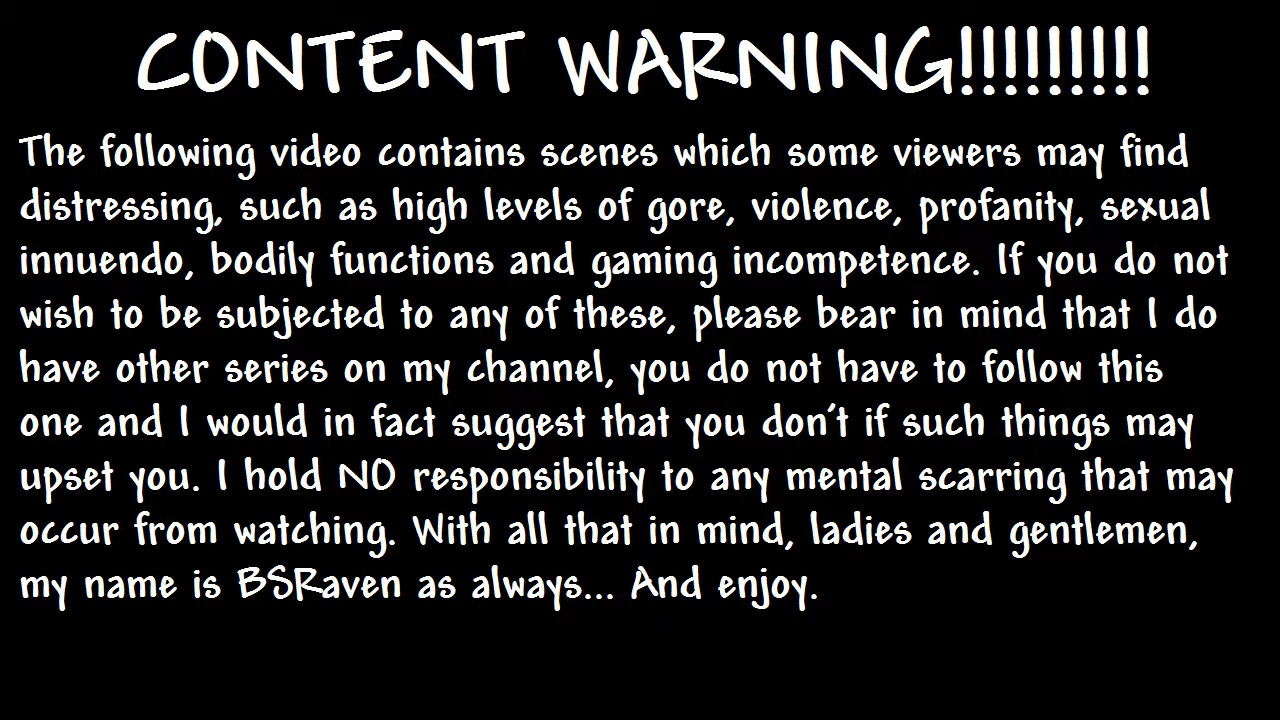 CONTENT WARNING!!!!!!!!!
The following video contains scenes which some viewers may find
distressing, such as high levels of gore, violence, profanity, sexual
innuendo, bodily functions and gaming incompetence. If you do not
wish to be subjected to any of these, please bear in mind that I do
have other series on my channel, you do not have to follow this
one and I would in fact suggest that you don't if such things may
upset you. I hold NO responsibility to any mental scarring that may
occur from watching. With all that in mind, ladies and gentlemen,
my name is BSRaven as always... And enjoy.